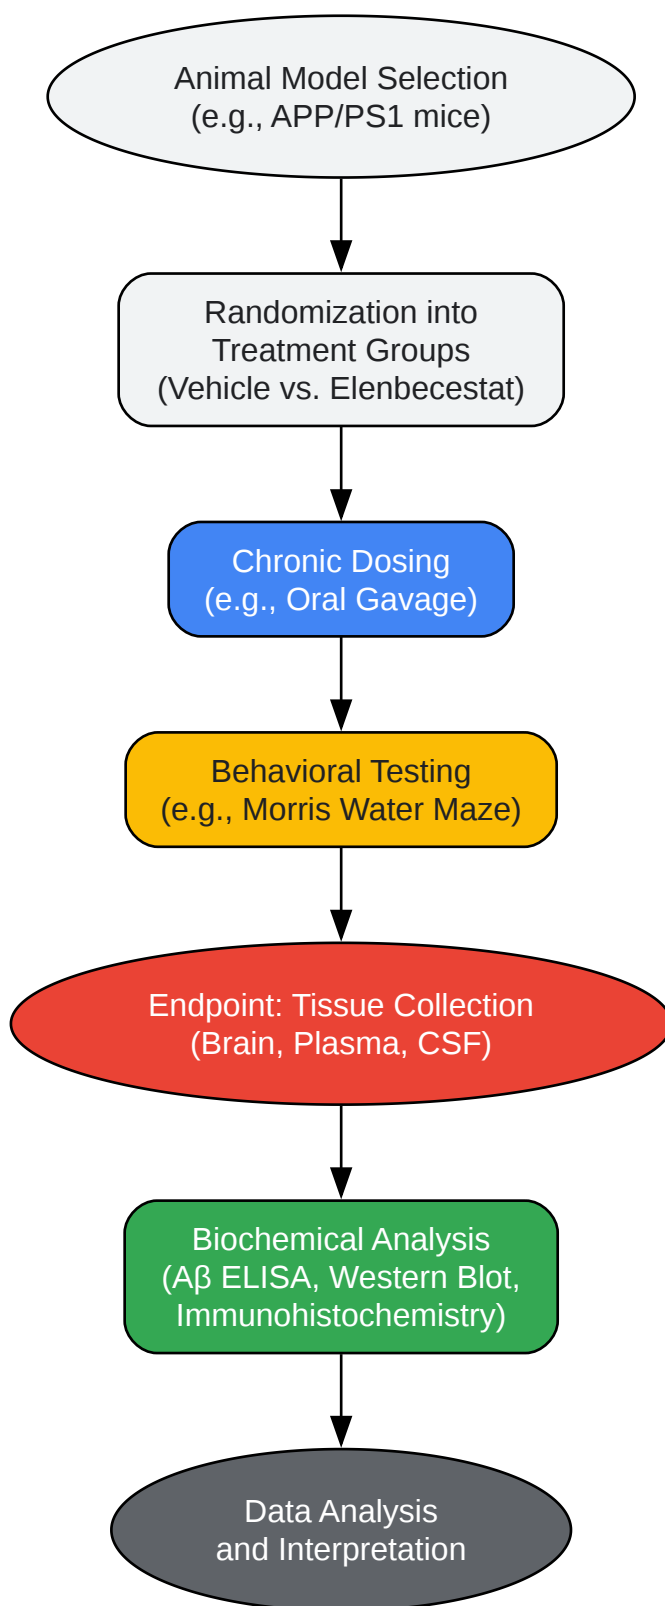 Animal Model Selection
(e.g., APP/PS1 mice)
Randomization into
Treatment Groups
(Vehicle vs. Elenbecestat)
Chronic Dosing
(e.g., Oral Gavage)
Behavioral Testing
(e.g., Morris Water Maze)
Endpoint: Tissue Collection
(Brain, Plasma, CSF)
Biochemical Analysis
(Aβ ELISA, Western Blot,
Immunohistochemistry)
Data Analysis
and Interpretation